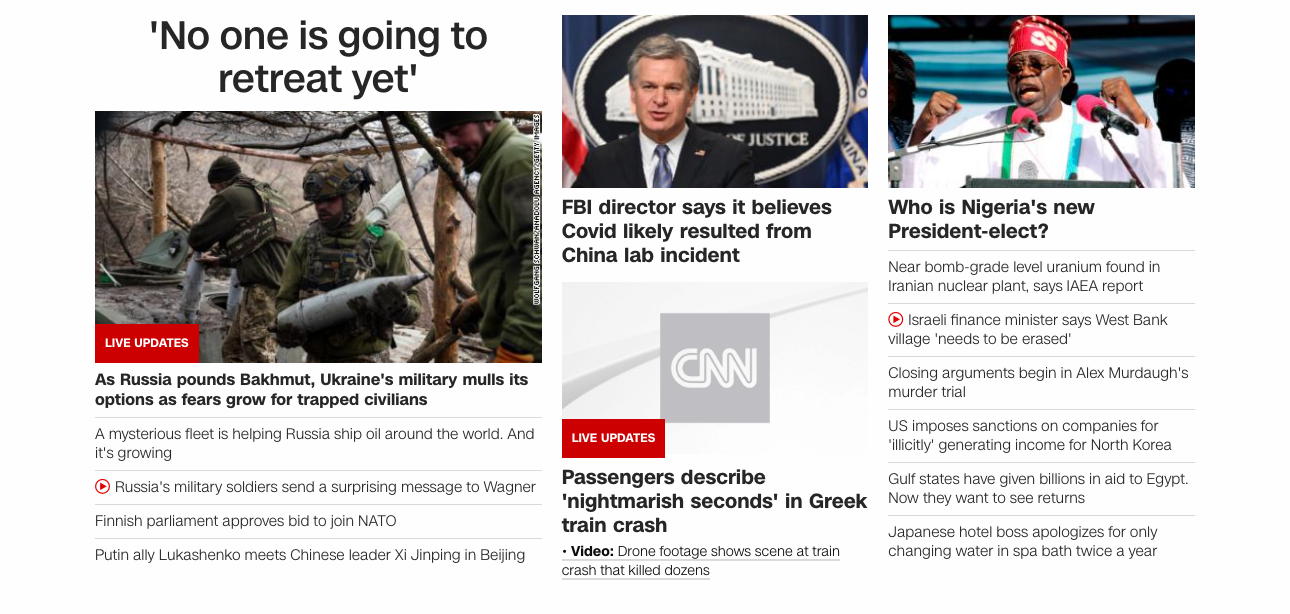 'No one is going to
retreat yet'
WOLFGANG SCHWAN/ANADOLU AGENCY/GETTY IMAGES
LIVE UPDATES
As Russia pounds Bakhmut, Ukraine's military mulls its
options as fears grow for trapped civilians
A mysterious fleet is helping Russia ship oil around the world. And
it's growing
Russia's military soldiers send a surprising message to Wagner
Finnish parliament approves bid to join NATO
Putin ally Lukashenko meets Chinese leader Xi Jinping in Beijing
OF JUSTICE
FBI director says it believes
Covid likely resulted from
China lab incident
CNN
LIVE UPDATES
Passengers describe
'nightmarish seconds' in Greek
train crash
• Video: Drone footage shows scene at train
crash that killed dozens
Who is Nigeria's new
President-elect?
Near bomb-grade level uranium found in
Iranian nuclear plant, says IAEA report
Israeli finance minister says West Bank
village 'needs to be erased'
Closing arguments begin in Alex Murdaugh's
murder trial
US imposes sanctions on companies for
'illicitly' generating income for North Korea
Gulf states have given billions in aid to Egypt.
Now they want to see returns
Japanese hotel boss apologizes for only
changing water in spa bath twice a year